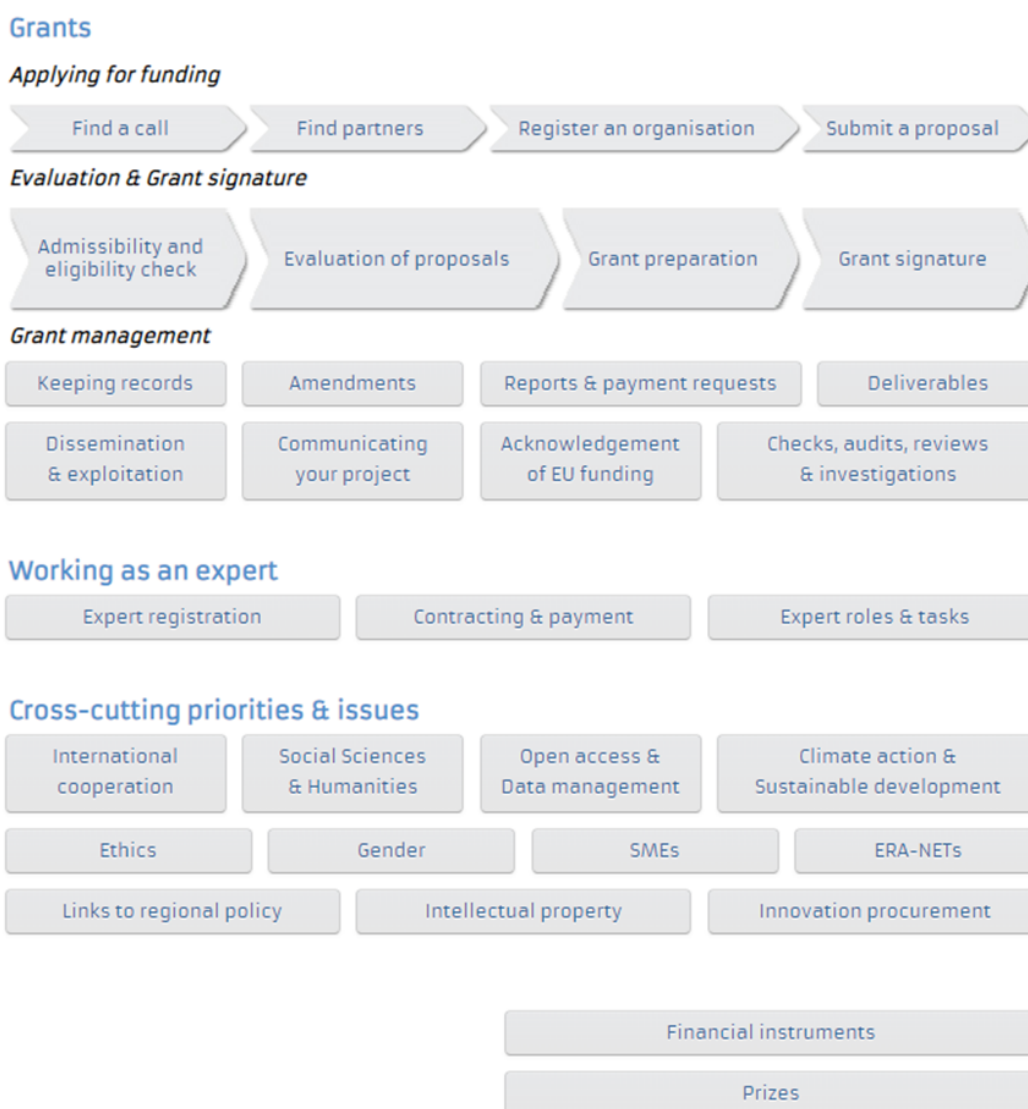 Grants
Applying for funding
Find a call
Find partners
Register an organisation
Submit a proposal
Evaluation & Grant signature
Admissibility and
eligibility check
Evaluation of proposals
Grant preparation
Grant signature
Grant management
Keeping records
Amendments
Reports & payment requests
Deliverables
Dissemination
& exploitation
Communicating
your project
Acknowledgement
of EU funding
Checks, audits, reviews
& investigations
Working as an expert
Expert registration
Contracting & payment
Expert roles & tasks
Cross-cutting priorities & issues
International
cooperation
Social Sciences
& Humanities
Open access &
Data management
Climate action &
Sustainable development
Ethics
Gender
SMEs
ERA-NETs
Links to regional policy
Intellectual property
Innovation procurement
Financial instruments
Prizes